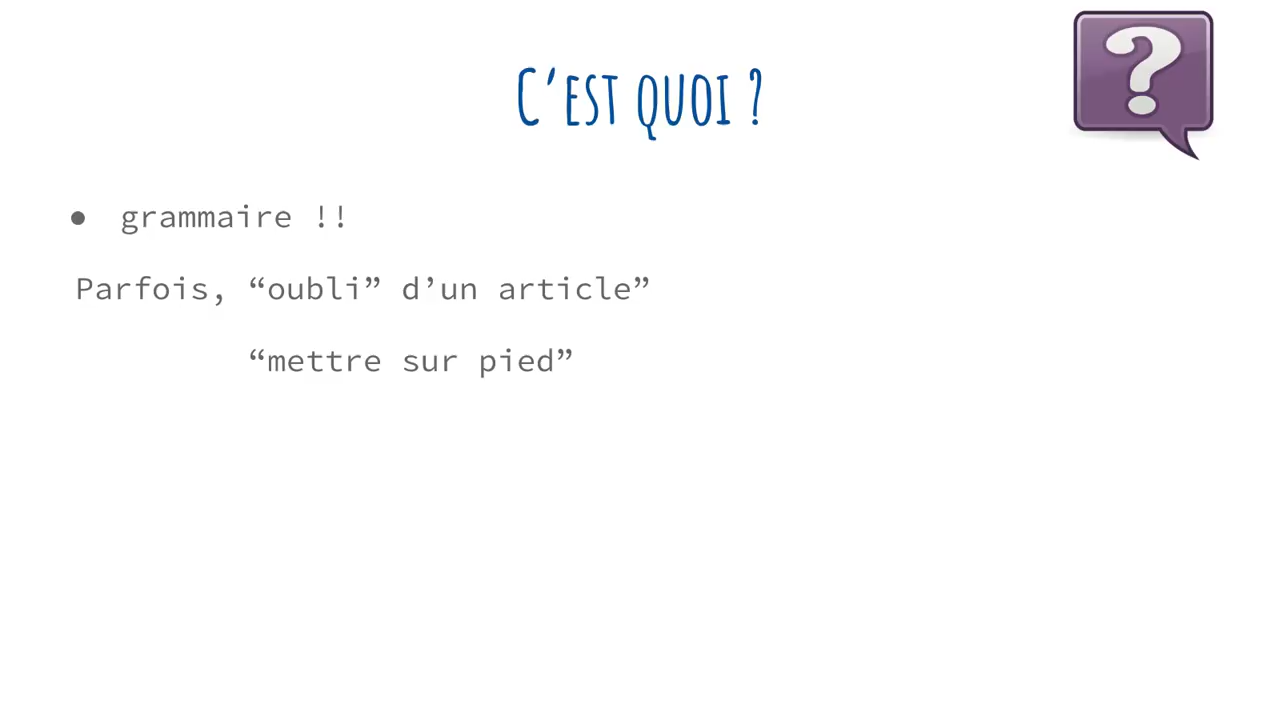 C'est quoi ?
● grammaire !!
Parfois, “oubli” d’un article”
“mettre sur pied”